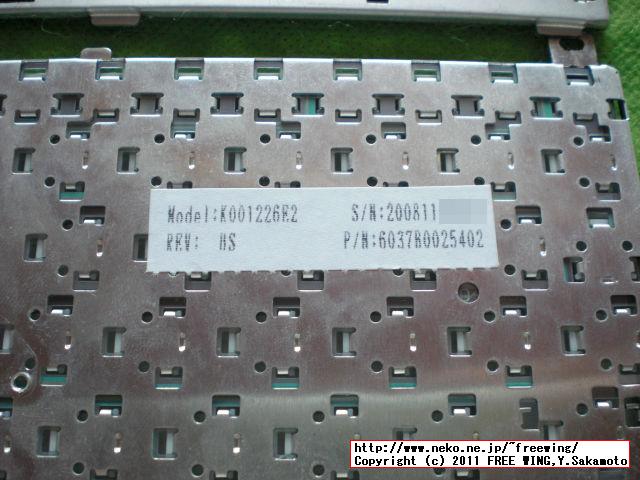 Model:K001226E2 S/N:200811
REV: HS P/N:6037B0025402
http://www.neko.ne.jp/~freewing/
Copyright (c) 2011 FREE WING,Y.Sakamoto